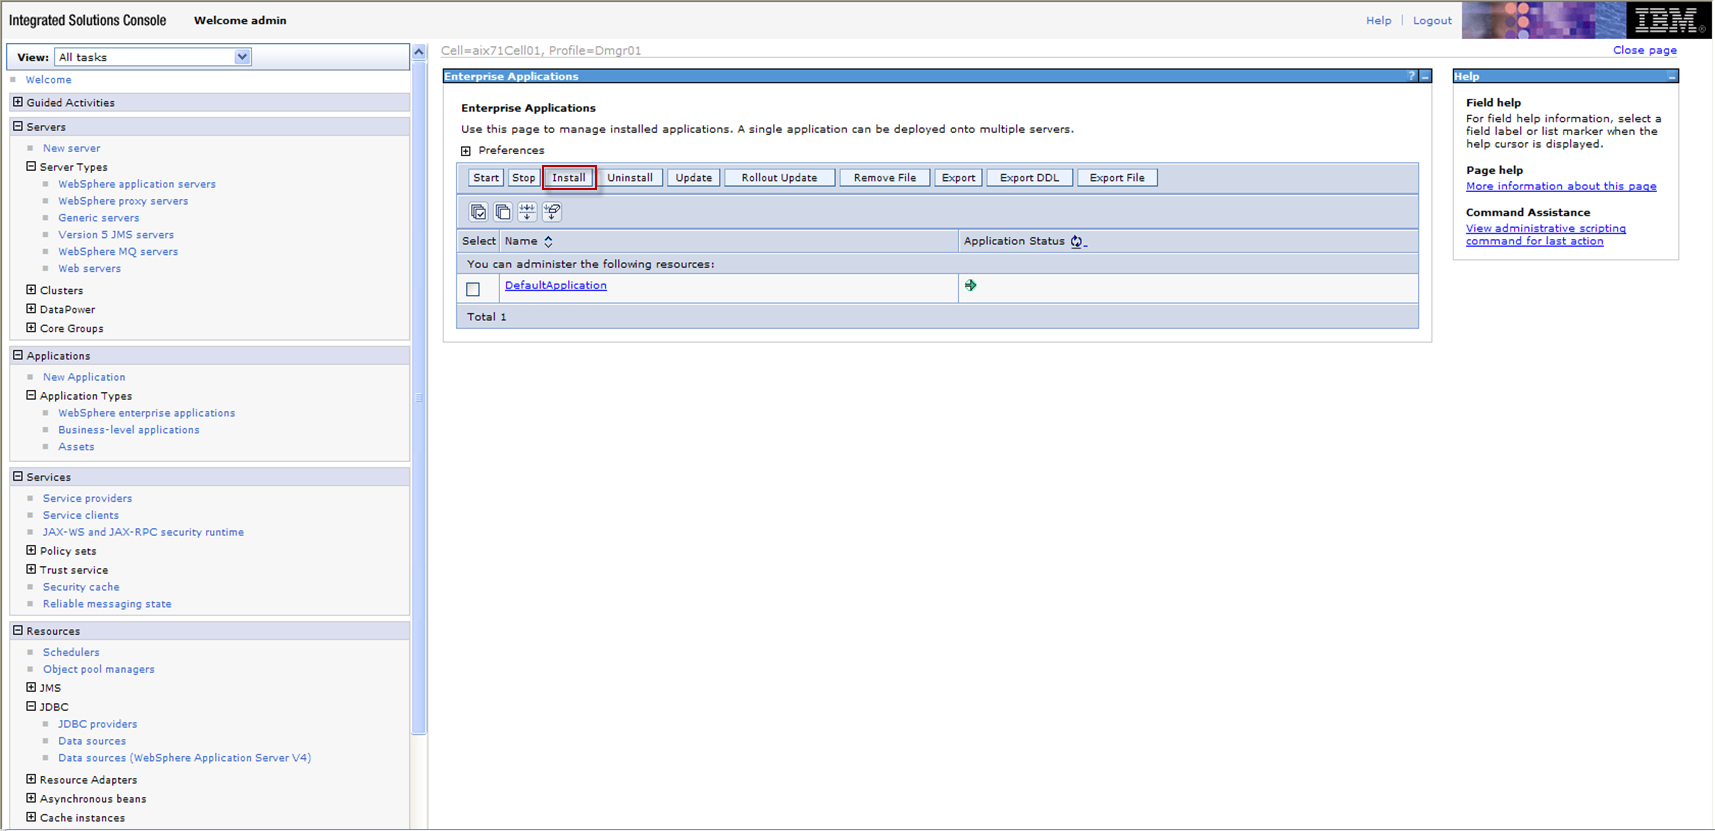 Integrated Solutions Console Welcome admin
Help | Logout
IBM®
View: All tasks
Welcome
Guided Activities
Servers
New server
Server Types
WebSphere application servers
WebSphere proxy servers
Generic servers
Version 5 JMS servers
WebSphere MQ servers
Web servers
Clusters
DataPower
Core Groups
Applications
New Application
Application Types
WebSphere enterprise applications
Business-level applications
Assets
Services
Service providers
Service clients
JAX-WS and JAX-RPC security runtime
Policy sets
Trust service
Security cache
Reliable messaging state
Resources
Schedulers
Object pool managers
JMS
JDBC
JDBC providers
Data sources
Data sources (WebSphere Application Server V4)
Resource Adapters
Asynchronous beans
Cache instances
Cell=aix71Cell01, Profile=Dmgr01
Close page
Enterprise Applications ?
Enterprise Applications
Use this page to manage installed applications. A single application can be deployed onto multiple servers.
Preferences
Start Stop Install Uninstall Update Rollout Update Remove File Export Export DDL Export File
Select Name Application Status
You can administer the following resources:
DefaultApplication
Total 1
Help
Field help
For field help information, select a
field label or list marker when the
help cursor is displayed.
Page help
More information about this page
Command Assistance
View administrative scripting
command for last action